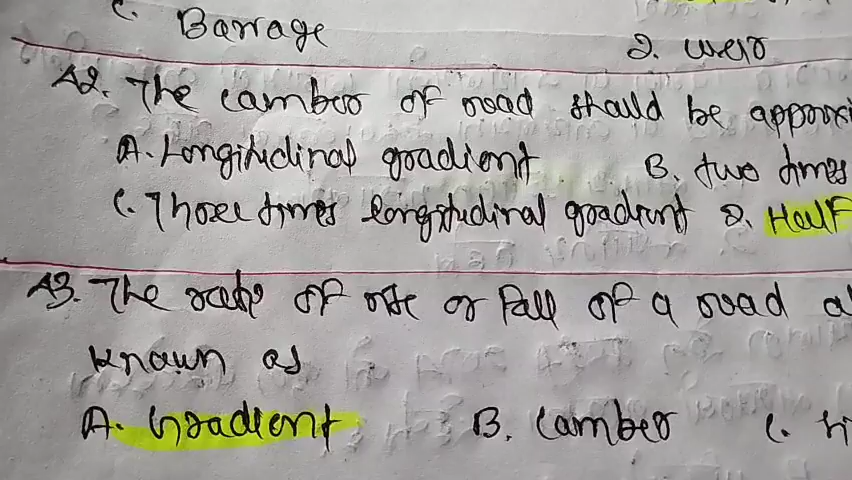 C. Barrage D. weir
42. The camber of road should be approxi
A. Longitudinal gradient B. two times
C. Three times longitudinal gradient D. Half
43. The rate of rise or fall of a road a
known as
A. Gradient B. Camber C. hi